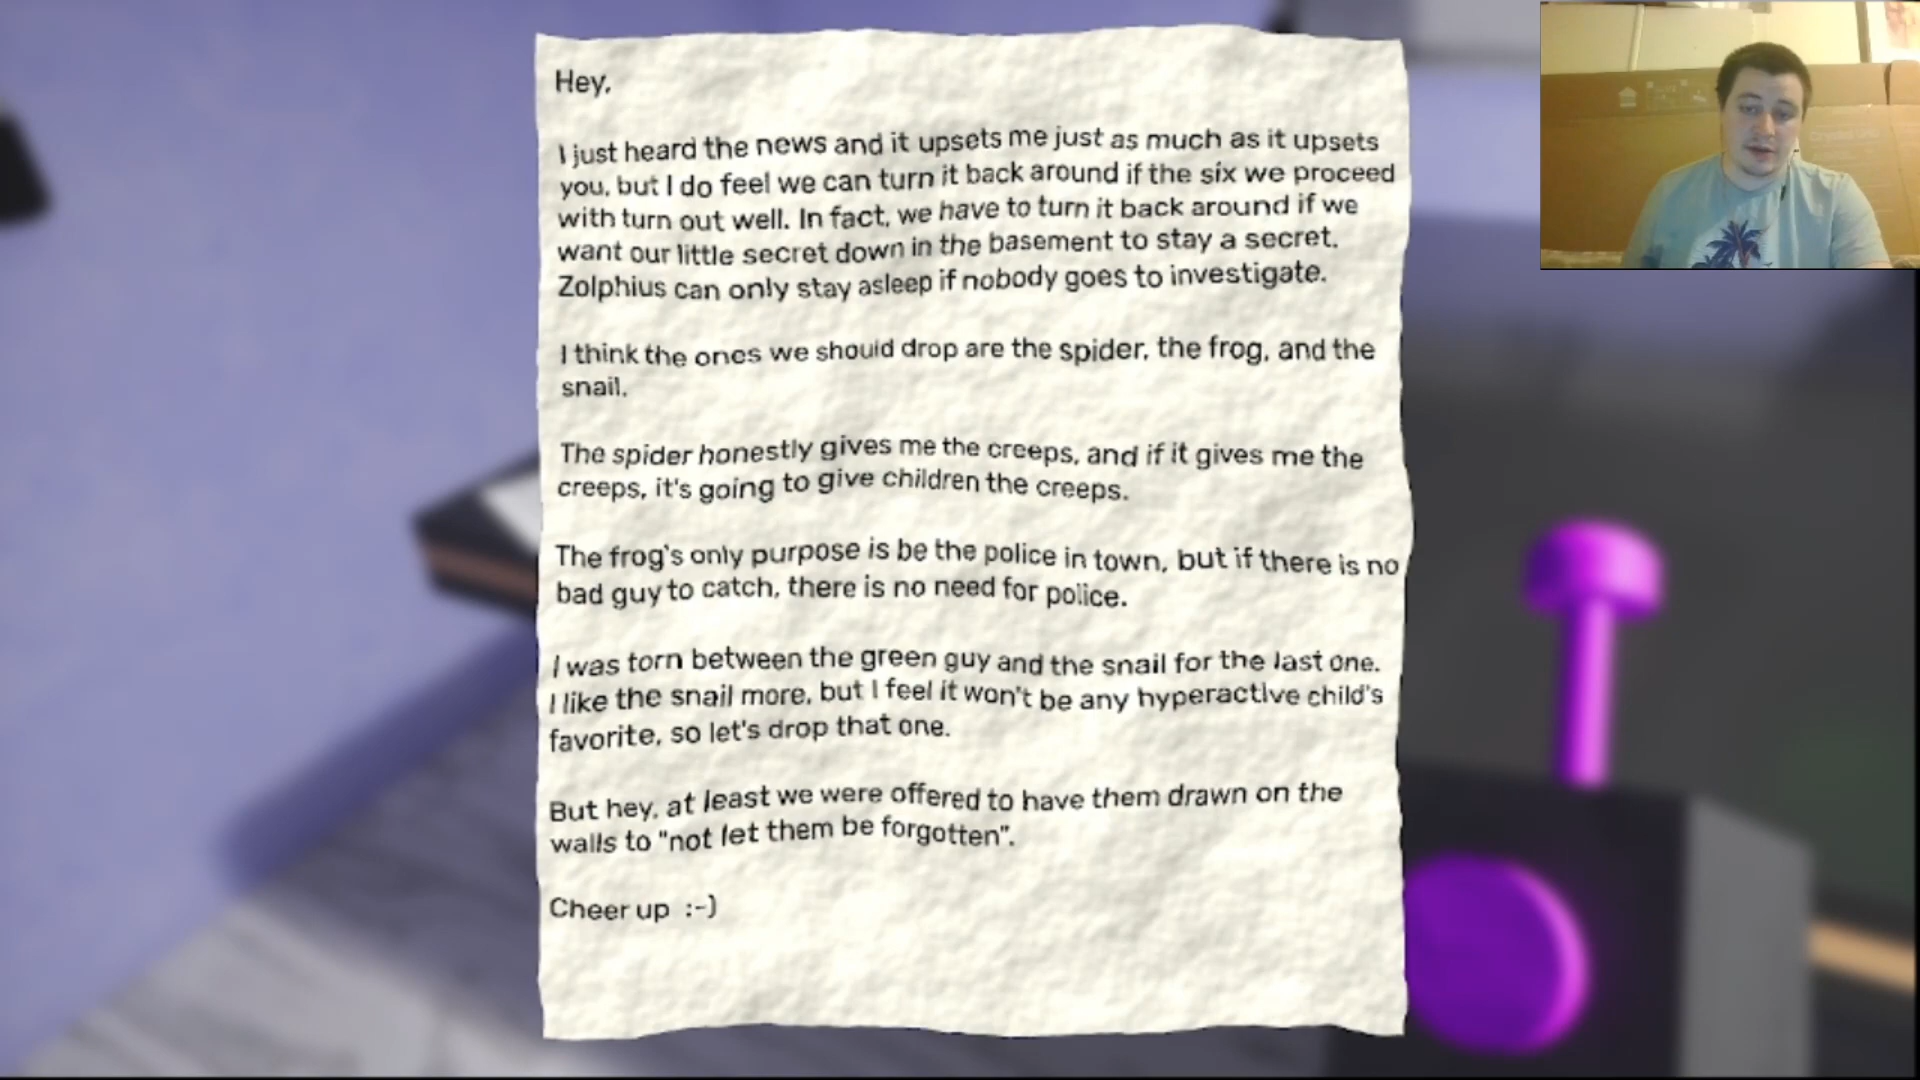 Hey,
I just heard the news and it upsets me just as much as it upsets
you, but I do feel we can turn it back around if the six we proceed
with turn out well. In fact, we have to turn it back around if we
want our little secret down in the basement to stay a secret.
Zolphius can only stay asleep if nobody goes to investigate.
I think the ones we should drop are the spider, the frog, and the
snail.
The spider honestly gives me the creeps, and if it gives me the
creeps, it's going to give children the creeps.
The frog's only purpose is be the police in town, but if there is no
bad guy to catch, there is no need for police.
I was torn between the green guy and the snail for the last one.
I like the snail more, but I feel it won't be any hyperactive child's
favorite, so let's drop that one.
But hey, at least we were offered to have them drawn on the
walls to "not let them be forgotten".
Cheer up :-)